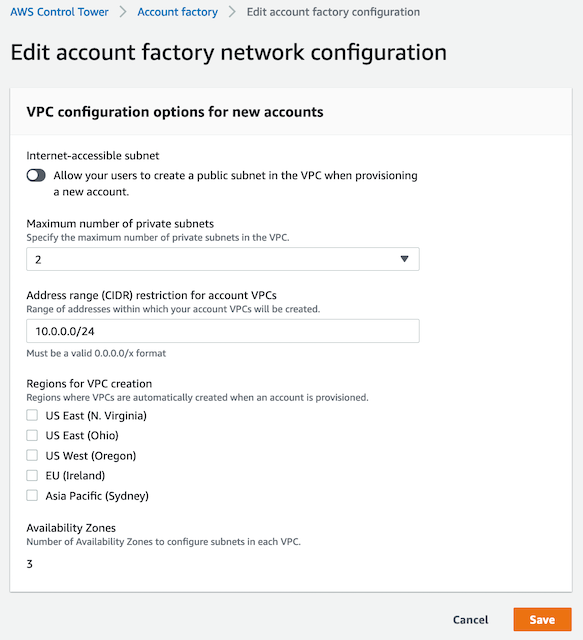 AWS Control Tower > Account factory > Edit account factory configuration
Edit account factory network configuration
VPC configuration options for new accounts
Internet-accessible subnet
Allow your users to create a public subnet in the VPC when provisioning
a new account.
Maximum number of private subnets
Specify the maximum number of private subnets in the VPC.
2
Address range (CIDR) restriction for account VPCs
Range of addresses within which your account VPCs will be created.
10.0.0.0/24
Must be a valid 0.0.0.0/x format
Regions for VPC creation
Regions where VPCs are automatically created when an account is provisioned.
US East (N. Virginia)
US East (Ohio)
US West (Oregon)
EU (Ireland)
Asia Pacific (Sydney)
Availability Zones
Number of Availability Zones to configure subnets in each VPC.
3
Cancel Save